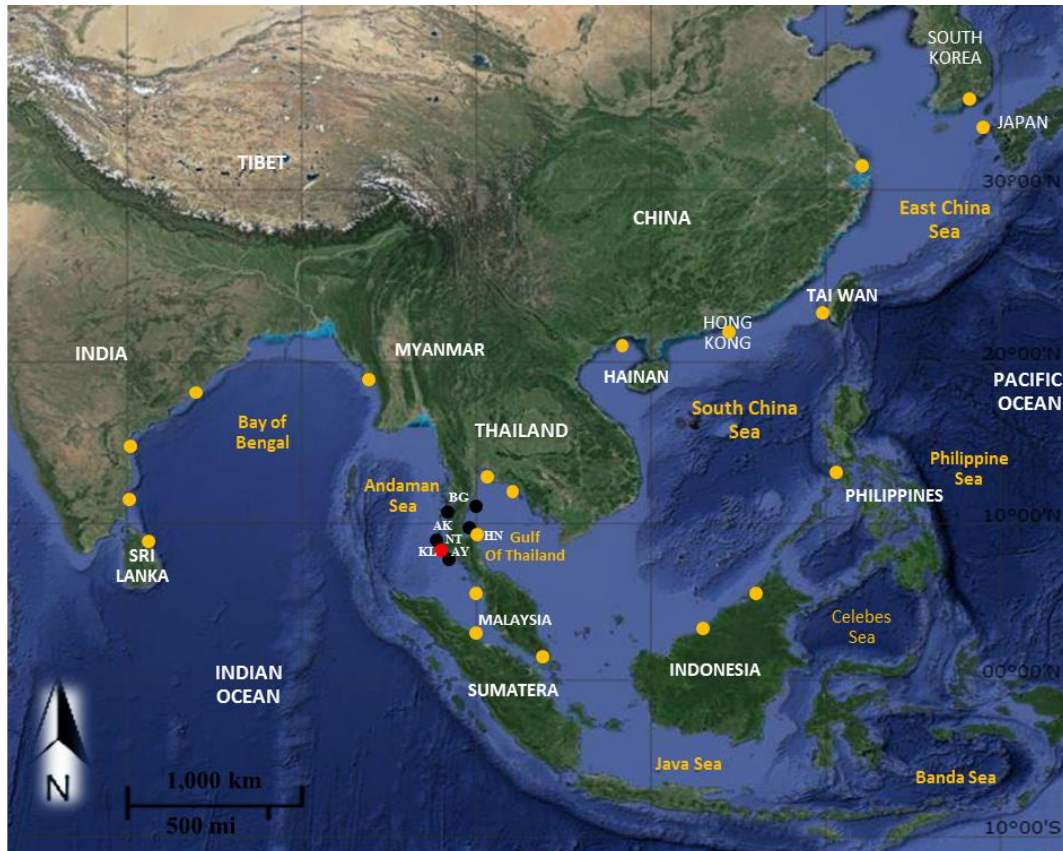 SOUTH
KOREA
JAPAN
TIBET
30°00'N
CHINA
East China
Sea
TAI WAN
HONG
KONG
INDIA
MYANMAR
20°00'N
HAINAN
PACIFIC
OCEAN
South China
Sea
Bay of
Bengal
THAILAND
Philippine
Sea
Andaman
Sea
BG
PHILIPPINES
10°00'N
AK
NT
HN
Gulf
Of Thailand
KL
AY
SRI
LANKA
MALAYSIA
Celebes
Sea
INDIAN
OCEAN
SUMATERA
INDONESIA
00°00'S
Java Sea
Banda Sea
1,000 km
500 mi
N
10°00'S